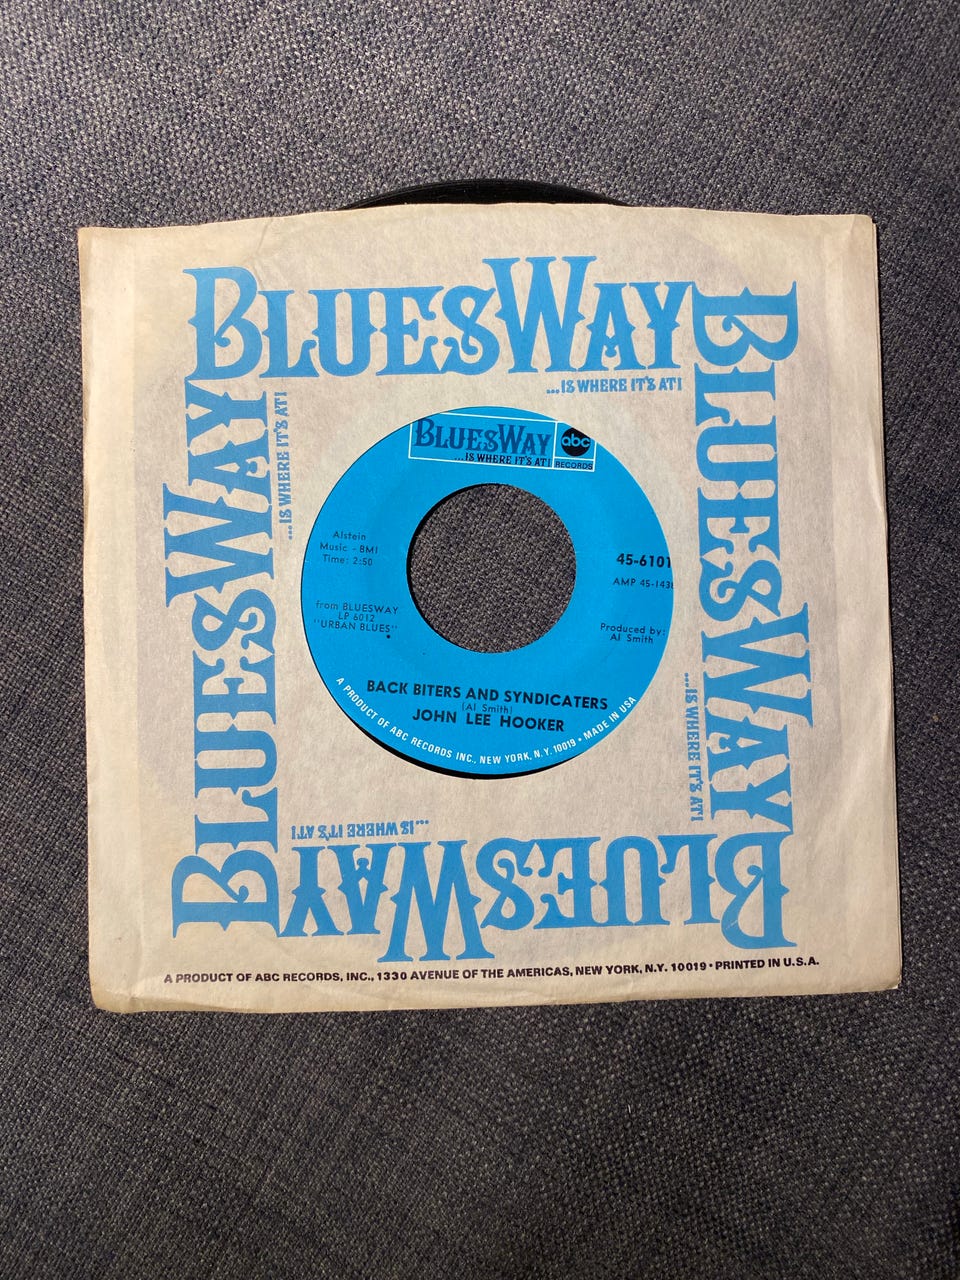 BLUESWAY
...IS WHERE IT'S AT!
BLUESWAY
...IS WHERE IT'S AT!
BLUESWAY
...IS WHERE IT'S AT!
BLUESWAY
...IS WHERE IT'S AT!
BLUESWAY
...IS WHERE IT'S AT!
abc
RECORDS
Alstein
Music - BMI
Time: 2:50
from BLUESWAY
LP 6012
"URBAN BLUES"
45-6101
AMP 45-143
Produced by:
Al Smith
BACK BITERS AND SYNDICATERS
(Al Smith)
JOHN LEE HOOKER
A PRODUCT OF ABC RECORDS INC., NEW YORK, N.Y. 10019 • MADE IN USA
A PRODUCT OF ABC RECORDS, INC., 1330 AVENUE OF THE AMERICAS, NEW YORK, N.Y. 10019 • PRINTED IN U.S.A.